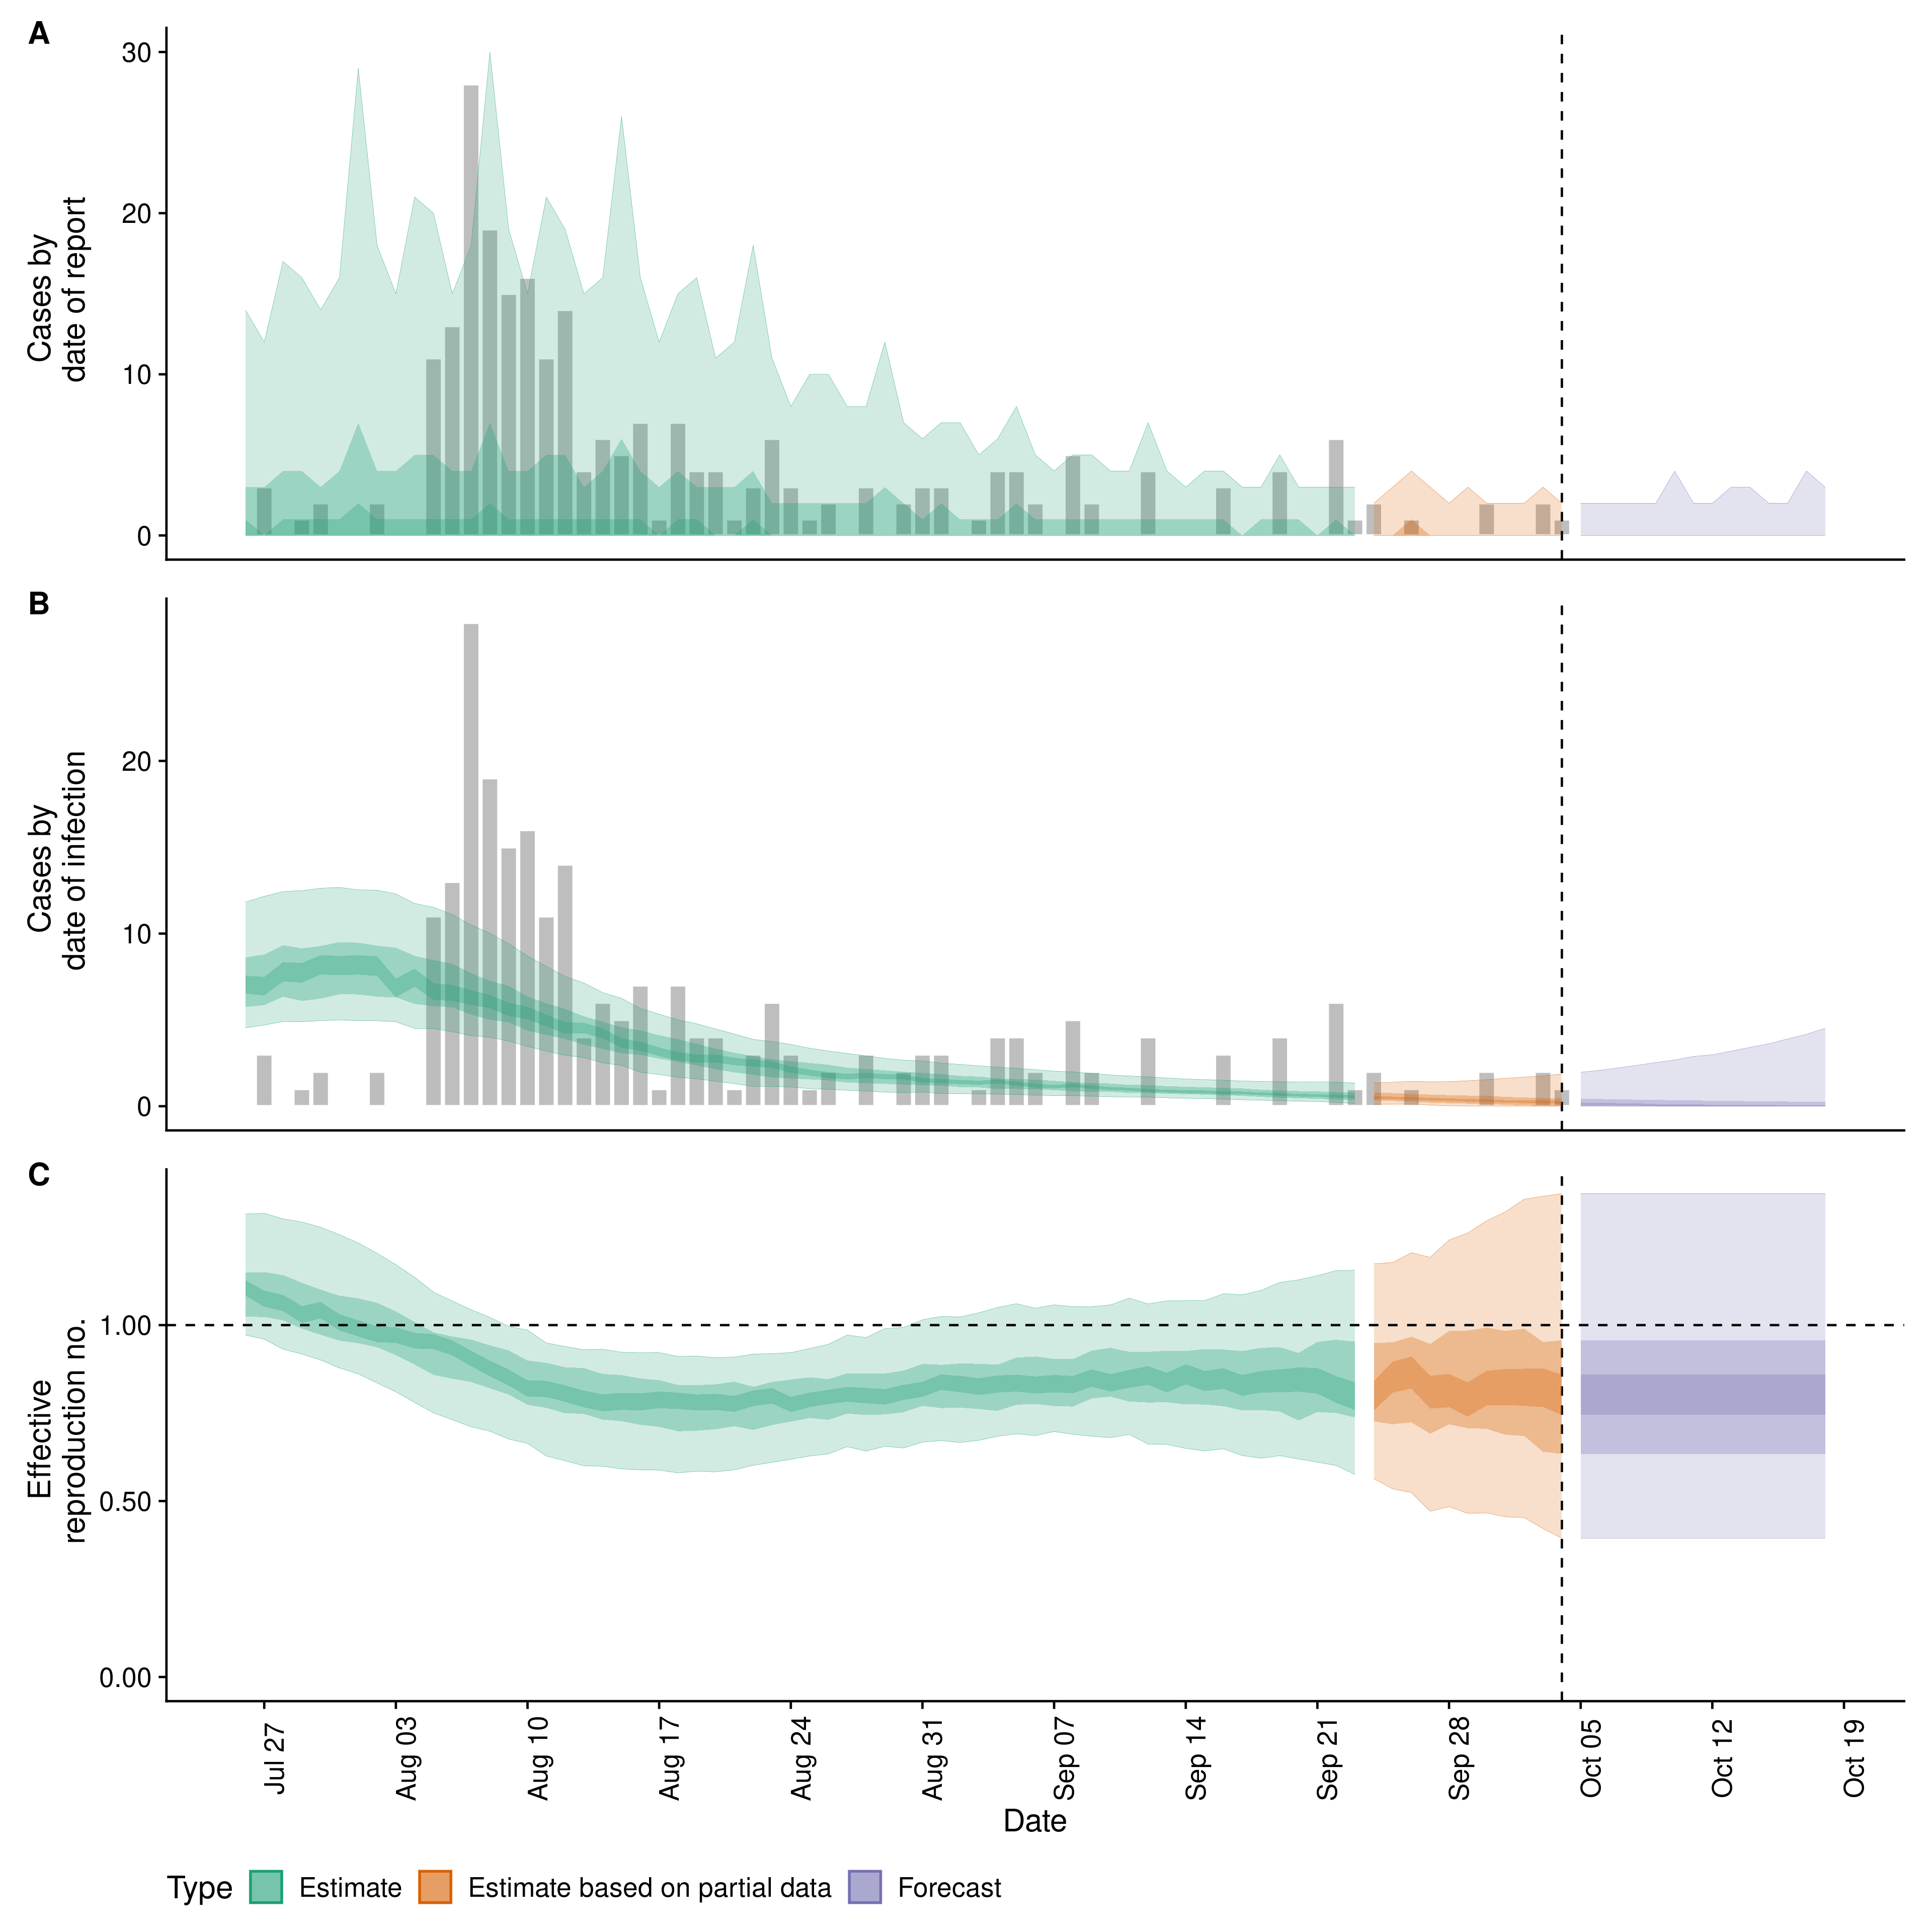 A
30
20
10
0
Cases by
date of report
B
20
10
0
Cases by
date of infection
C
1.00
0.50
0.00
Effective
reproduction no.
Jul 27
Aug 03
Aug 10
Aug 17
Aug 24
Aug 31
Sep 07
Sep 14
Sep 21
Sep 28
Oct 05
Oct 12
Oct 19
Date
Type Estimate Estimate based on partial data Forecast